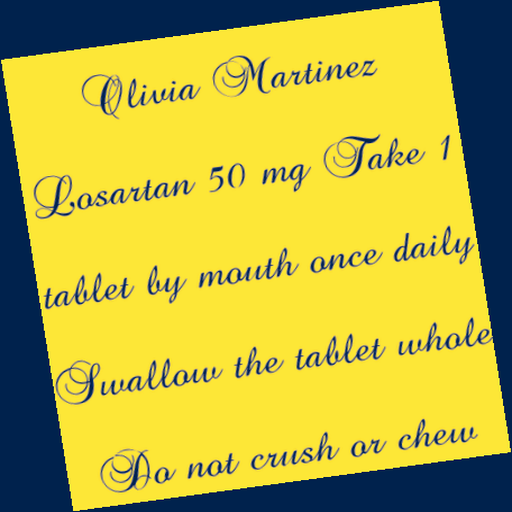 Olivia Martinez
Losartan 50 mg Take 1
tablet by mouth once daily
Swallow the tablet whole
Do not crush or chew